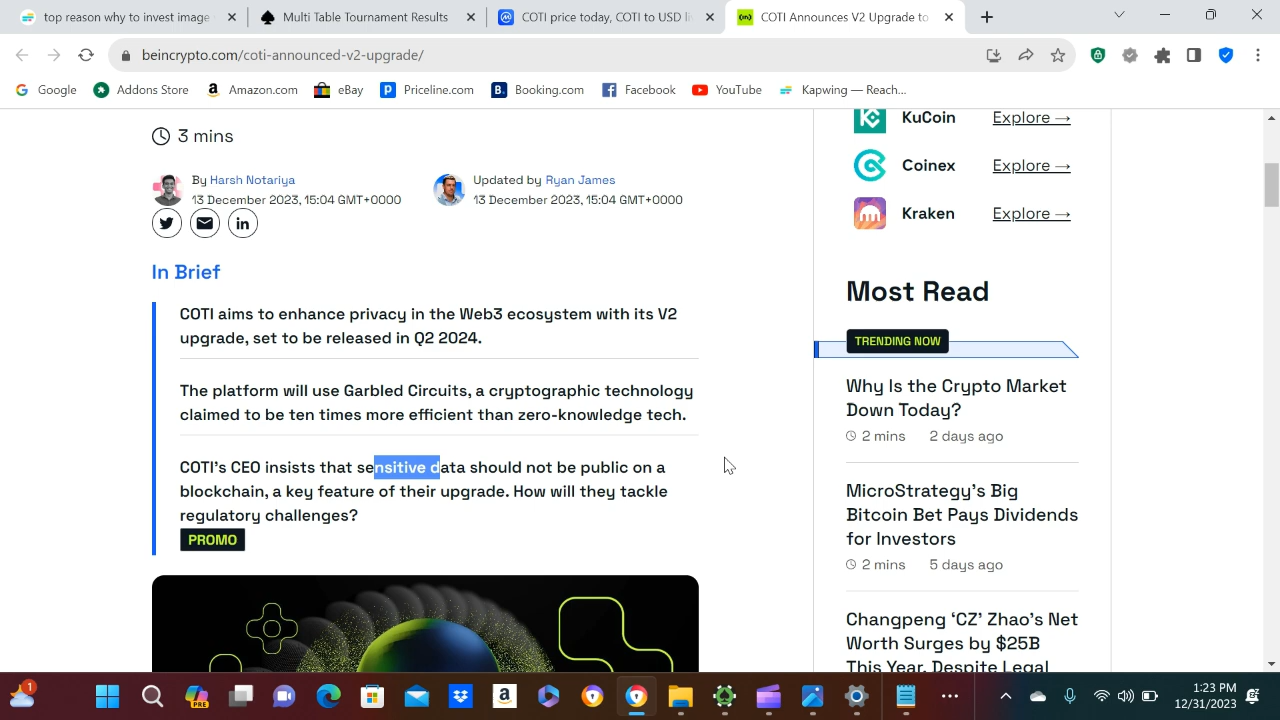 top reason why to invest image
Multi Table Tournament Results
COTI price today, COTI to USD li
COTI Announces V2 Upgrade to
beincrypto.com/coti-announced-v2-upgrade/
Google
Addons Store
Amazon.com
eBay
Priceline.com
Booking.com
Facebook
YouTube
Kapwing — Reach...
3 mins
By Harsh Notariya
13 December 2023, 15:04 GMT+0000
Updated by Ryan James
13 December 2023, 15:04 GMT+0000
in
In Brief
COTI aims to enhance privacy in the Web3 ecosystem with its V2
upgrade, set to be released in Q2 2024.
The platform will use Garbled Circuits, a cryptographic technology
claimed to be ten times more efficient than zero-knowledge tech.
COTI's CEO insists that sensitive data should not be public on a
blockchain, a key feature of their upgrade. How will they tackle
regulatory challenges?
PROMO
KuCoin Explore →
Coinex Explore →
Kraken Explore →
Most Read
TRENDING NOW
Why Is the Crypto Market
Down Today?
2 mins 2 days ago
MicroStrategy's Big
Bitcoin Bet Pays Dividends
for Investors
2 mins 5 days ago
Changpeng ‘CZ’ Zhao's Net
Worth Surges by $25B
This Year, Despite Legal
1
PRE
1:23 PM
12/31/2023